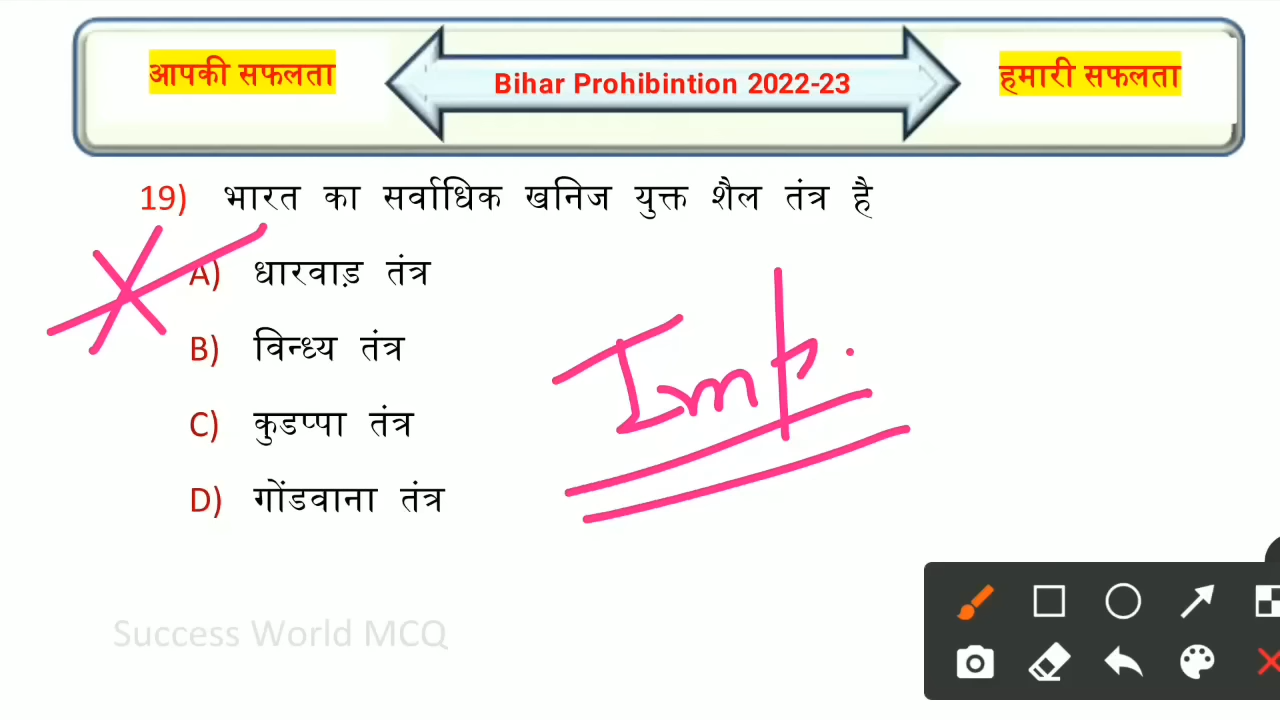 आपकी सफलता
Bihar Prohibintion 2022-23
हमारी सफलता
19) भारत का सर्वाधिक खनिज युक्त शैल तंत्र है
A) धारवाड़ तंत्र
B) विन्ध्य तंत्र
C) कुडप्पा तंत्र
D) गोंडवाना तंत्र
Imp.
Success World MCQ